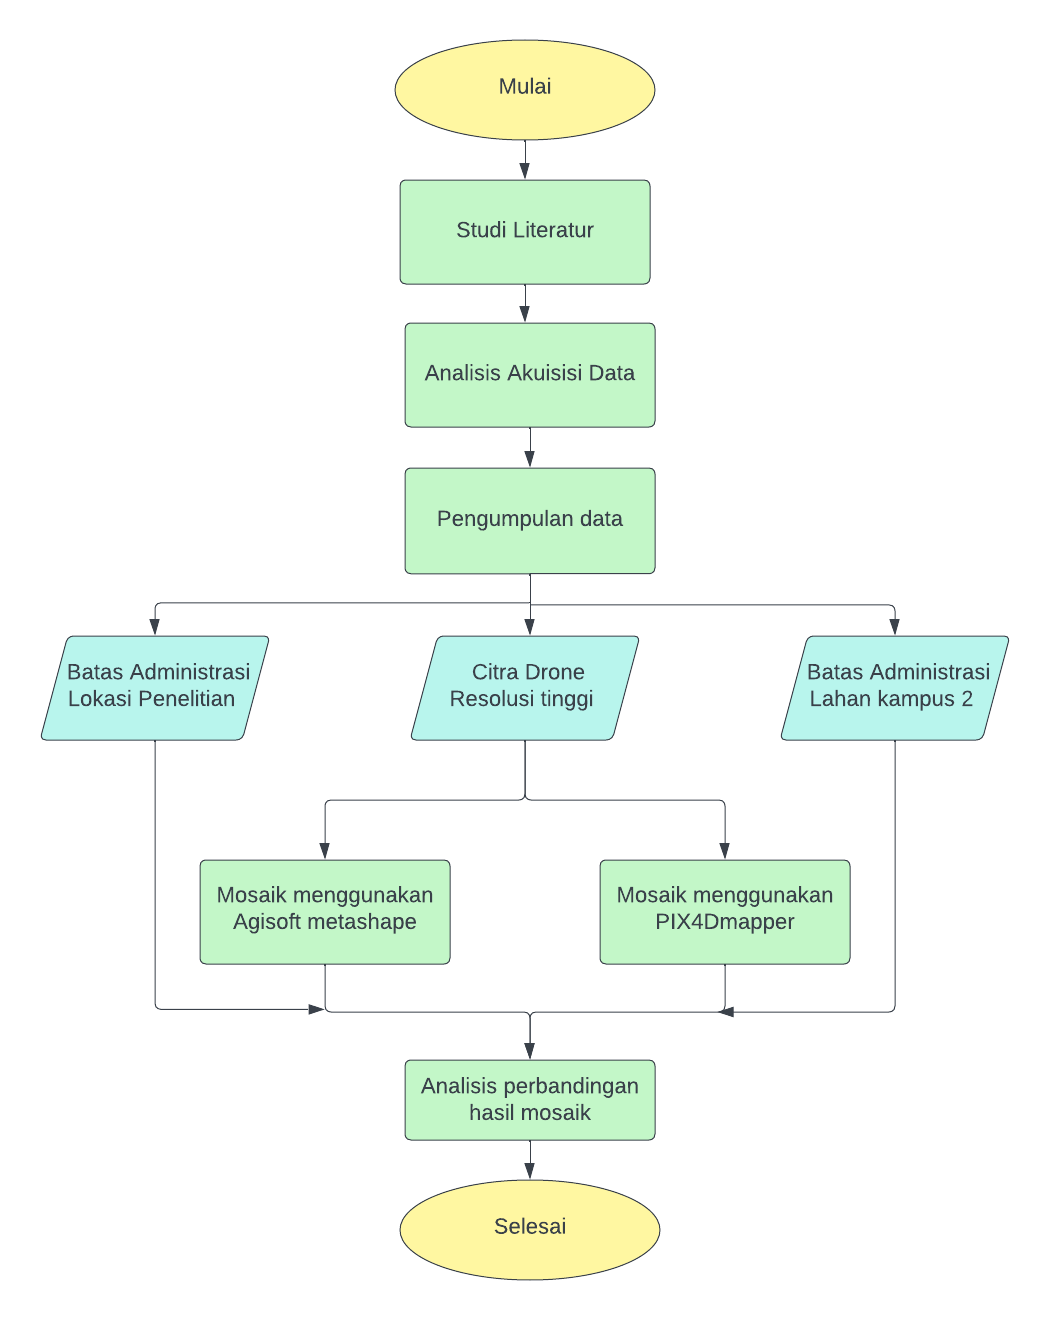 Mulai
Studi Literatur
Analisis Akuisisi Data
Pengumpulan data
Batas Administrasi
Lokasi Penelitian
Citra Drone
Resolusi tinggi
Batas Administrasi
Lahan kampus 2
Mosaik menggunakan
Agisoft metashape
Mosaik menggunakan
PIX4Dmapper
Analisis perbandingan
hasil mosaik
Selesai